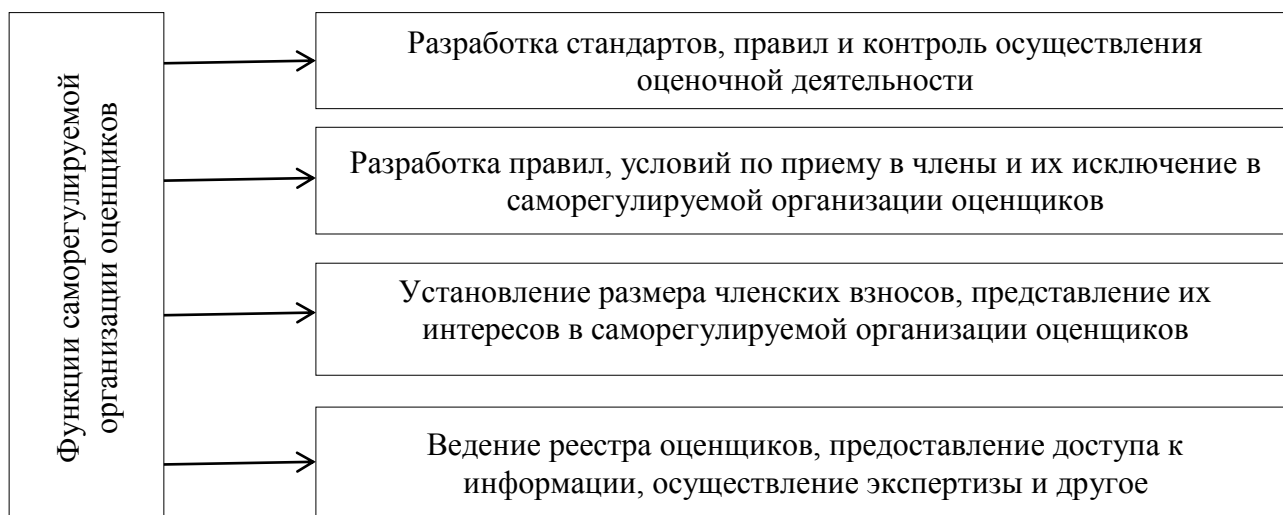 Функции саморегулируемой
организации оценщиков
Разработка стандартов, правил и контроль осуществления
оценочной деятельности
Разработка правил, условий по приему в члены и их исключение в
саморегулируемой организации оценщиков
Установление размера членских взносов, представление их
интересов в саморегулируемой организации оценщиков
Ведение реестра оценщиков, предоставление доступа к
информации, осуществление экспертизы и другое